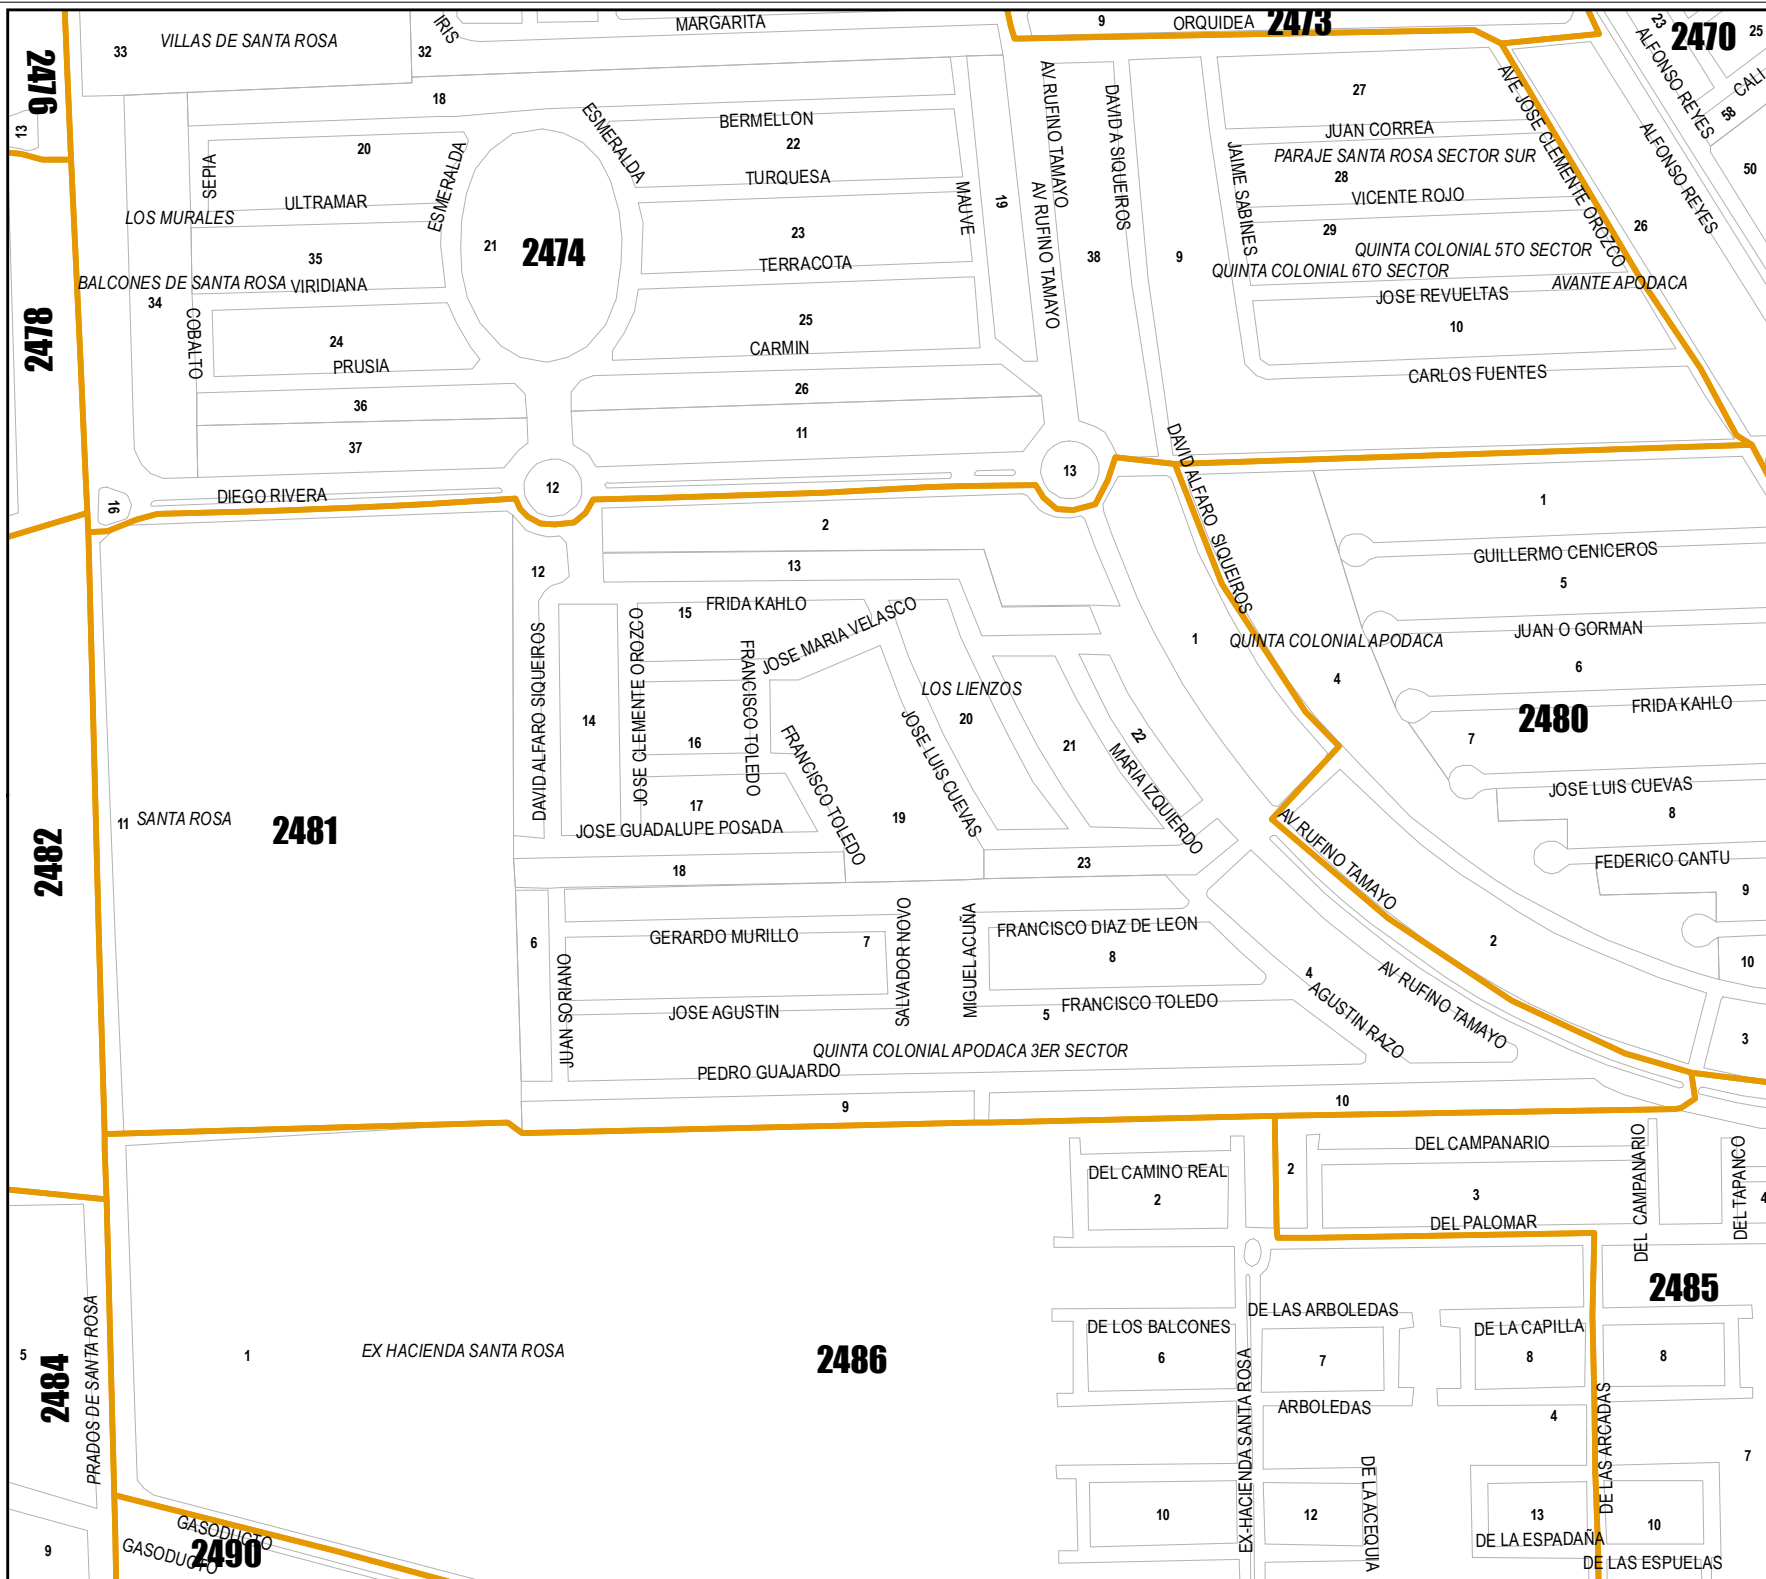 MARGARITA
9
ORQUIDEA
2473
23
2470
25
IRIS
33
VILLAS DE SANTA ROSA
32
ALFONSO REYES
CALI
58
2476
13
18
ESMERALDA
BERMELLON
22
AV RUFINO TAMAYO
DAVID A SIQUEIROS
27
AVE JOSE CLEMENTE OROZCO
JUAN CORREA
ALFONSO REYES
20
SEPIA
ESMERALDA
TURQUESA
JAIME SABINES
PARAJE SANTA ROSA SECTOR SUR
28
50
VICENTE ROJO
ULTRAMAR
LOS MURALES
MAUVE
19
AV RUFINO TAMAYO
21
2474
23
29
26
35
TERRACOTA
38
9
QUINTA COLONIAL 5TO SECTOR
QUINTA COLONIAL 6TO SECTOR
BALCONES DE SANTA ROSA
VIRIDIANA
34
JOSE REVUELTAS
AVANTE APODACA
2478
COBALTO
25
10
24
PRUSIA
CARMIN
CARLOS FUENTES
36
26
37
11
DAVID ALFARO SIQUEIROS
16
DIEGO RIVERA
12
13
2
1
GUILLERMO CENICEROS
12
13
5
15
FRIDA KAHLO
JOSE MARIA VELASCO
JUAN O GORMAN
DAVID ALFARO SIQUEIROS
JOSE CLEMENTE OROZCO
FRANCISCO TOLEDO
1
QUINTA COLONIAL APODACA
4
6
LOS LIENZOS
14
20
2480
FRIDA KAHLO
16
FRANCISCO TOLEDO
JOSE LUIS CUEVAS
21
22
MARIA IZQUIERDO
7
JOSE LUIS CUEVAS
17
19
8
11
SANTA ROSA
2481
JOSE GUADALUPE POSADA
AV RUFINO TAMAYO
2482
18
23
FEDERICO CANTU
9
6
GERARDO MURILLO
7
SALVADOR NOVO
MIGUEL ACUÑA
FRANCISCO DIAZ DE LEON
8
2
10
JUAN SORIANO
JOSE AGUSTIN
5
FRANCISCO TOLEDO
4
AGUSTIN RAZO
AV RUFINO TAMAYO
3
QUINTA COLONIAL APODACA 3ER SECTOR
PEDRO GUAJARDO
9
10
DEL CAMINO REAL
2
2
DEL CAMPANARIO
3
DEL PALOMAR
DEL CAMPANARIO
DEL TAPANCO
4
2485
PRADOS DE SANTA ROSA
5
2484
1
EX HACIENDA SANTA ROSA
2486
DE LOS BALCONES
6
DE LAS ARBOLEDAS
7
DE LA CAPILLA
8
8
EX-HACIENDA SANTA ROSA
ARBOLEDAS
4
DE LAS ARCADAS
7
10
12
DE LA ACEQUIA
13
DE LA ESPADAÑA
10
DE LAS ESPUELAS
9
GASODUCTO
GASODUCTO
2490